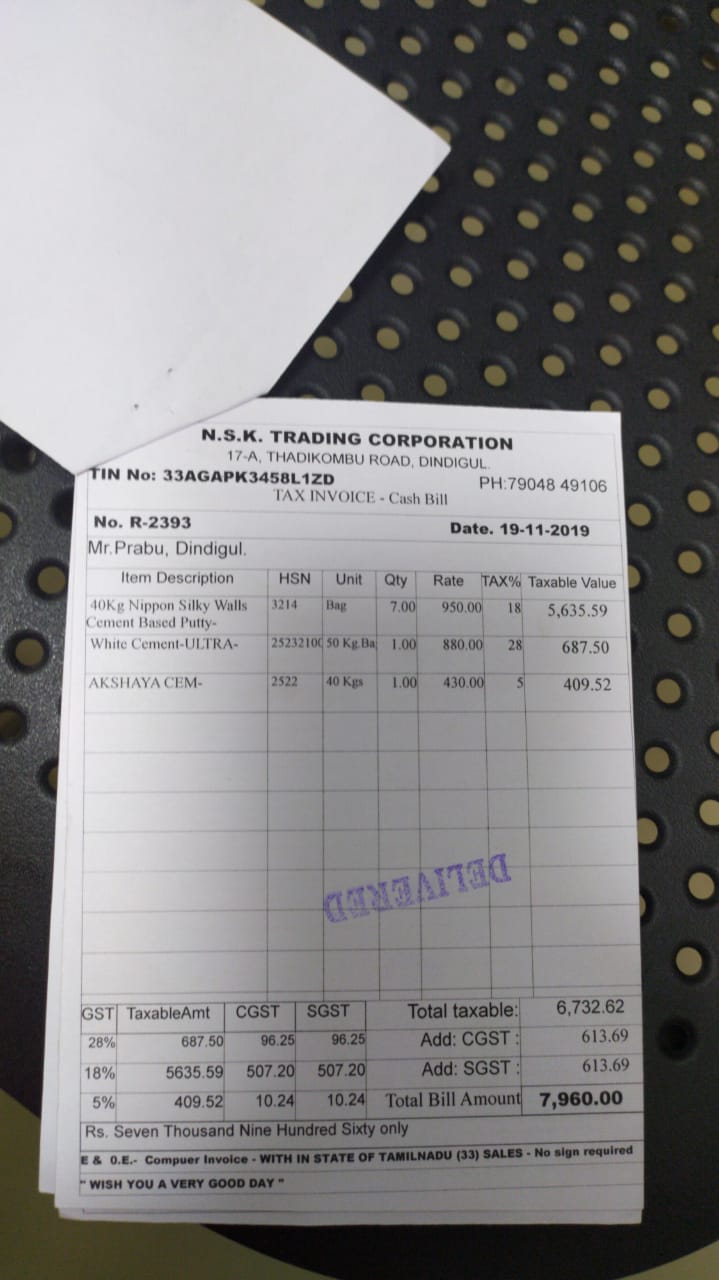 N.S.K. TRADING CORPORATION
17-A, THADIKOMBU ROAD, DINDIGUL.
TIN No: 33AGAPK3458L1ZD PH:79048 49106
TAX INVOICE - Cash Bill
No. R-2393 Date. 19-11-2019
Mr.Prabu, Dindigul.
Item Description HSN Unit Qty Rate TAX% Taxable Value
40Kg Nippon Silky Walls 3214 Bag 7.00 950.00 18 5,635.59
Cement Based Putty-
White Cement-ULTRA- 25232100 50 Kg.Ba 1.00 880.00 28 687.50
AKSHAYA CEM- 2522 40 Kgs 1.00 430.00 5 409.52
DELIVERED
GST TaxableAmt CGST SGST Total taxable: 6,732.62
28% 687.50 96.25 96.25 Add: CGST : 613.69
18% 5635.59 507.20 507.20 Add: SGST : 613.69
5% 409.52 10.24 10.24 Total Bill Amount 7,960.00
Rs. Seven Thousand Nine Hundred Sixty only
E & 0.E.- Compuer Invoice - WITH IN STATE OF TAMILNADU (33) SALES - No sign required
" WISH YOU A VERY GOOD DAY "